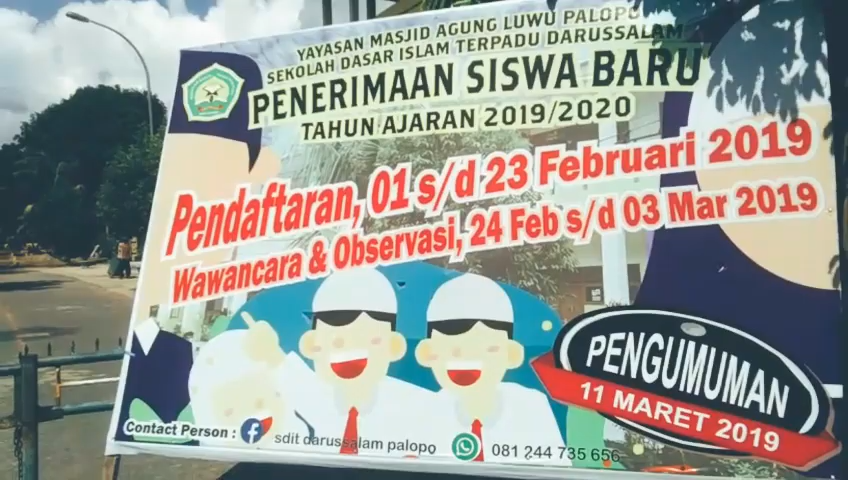 YAYASAN MASJID AGUNG LUWU PALOPO
SEKOLAH DASAR ISLAM TERPADU DARUSSALAM
PENERIMAAN SISWA BARU
TAHUN AJARAN 2019/2020
Pendaftaran, 01 s/d 23 Februari 2019
Wawancara & Observasi, 24 Feb s/d 03 Mar 2019
PENGUMUMAN
11 MARET 2019
Contact Person : f sdit darussalam palopo 081 244 735 656